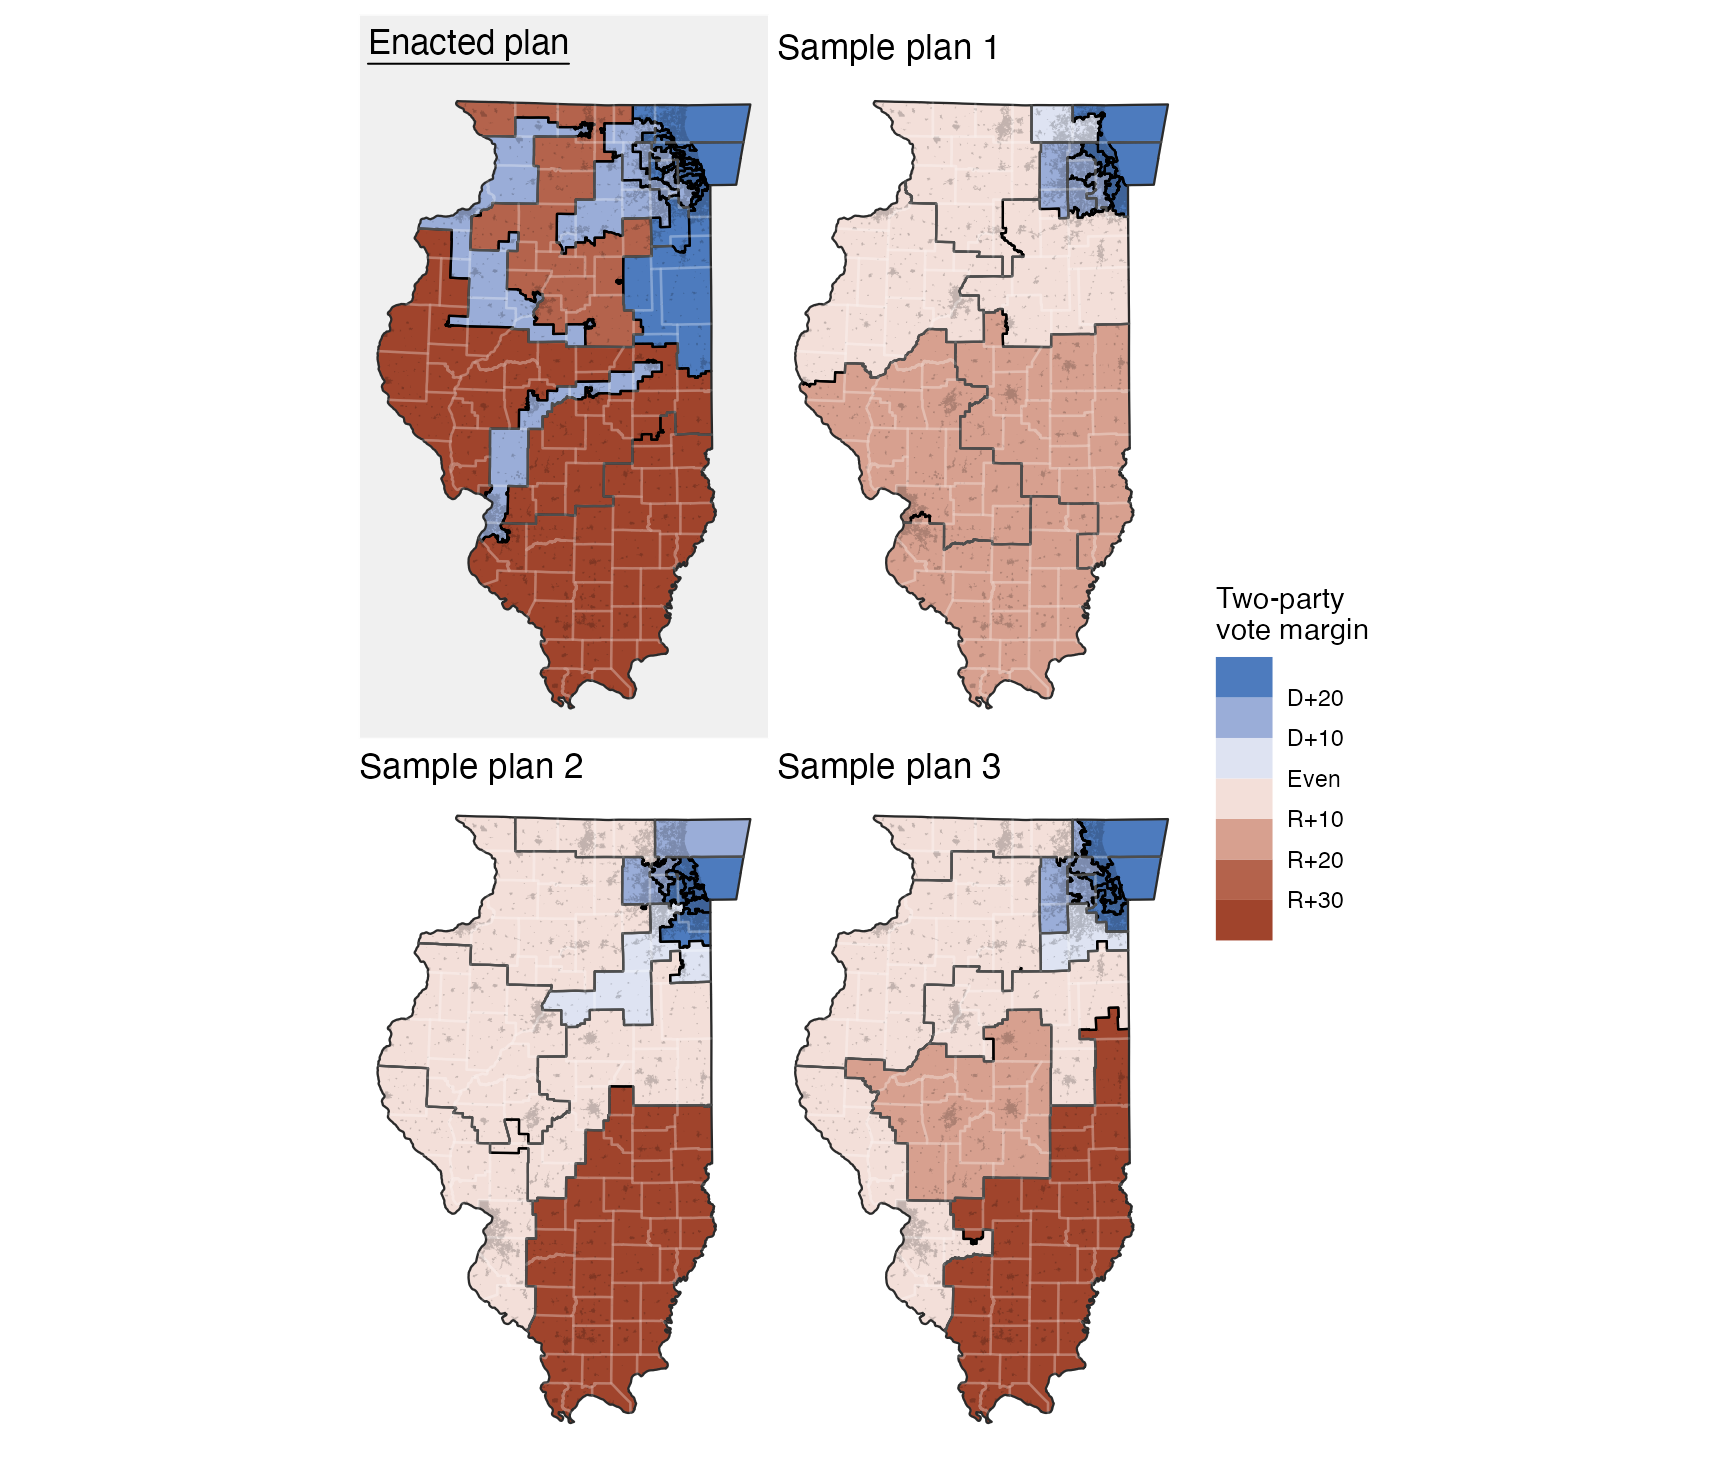 Enacted plan
Sample plan 1
Sample plan 2
Sample plan 3
Two-party
vote margin
D+20
D+10
Even
R+10
R+20
R+30